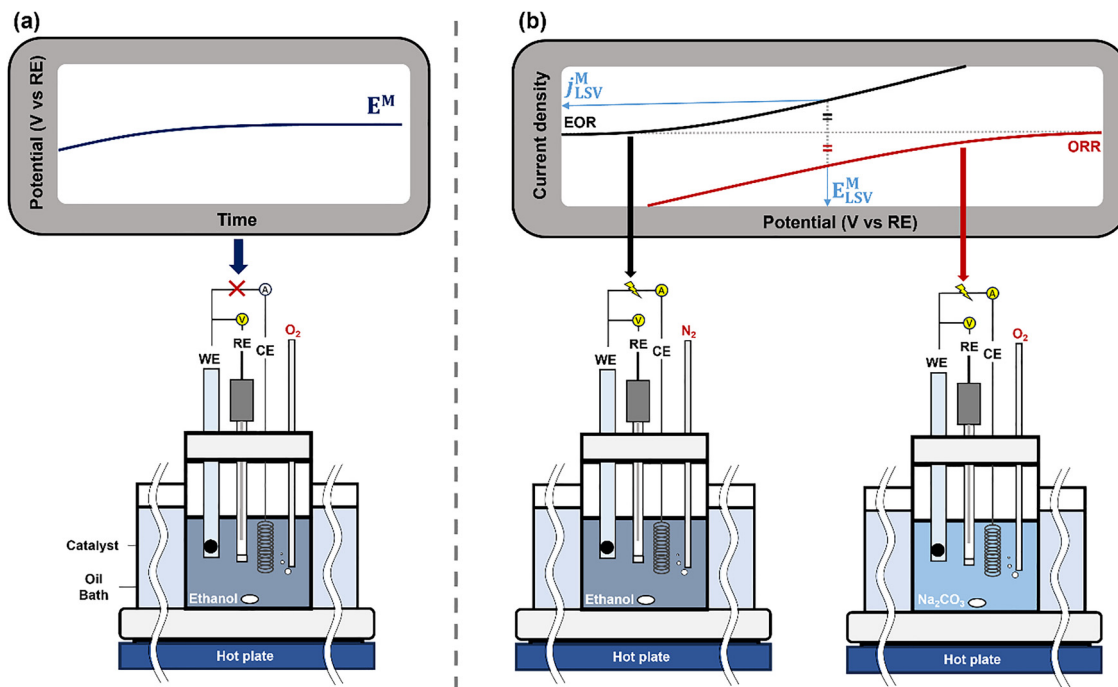 (a)
Potential (V vs RE)
E^M
Time
A
V
O₂
RE
CE
WE
Catalyst
Oil
Bath
Ethanol
Hot plate
(b)
Current density
j^M_LSV
EOR
=
=
ORR
E^M_LSV
Potential (V vs RE)
A
V
N₂
RE
CE
WE
Ethanol
Hot plate
A
V
O₂
RE
CE
WE
Na₂CO₃
Hot plate